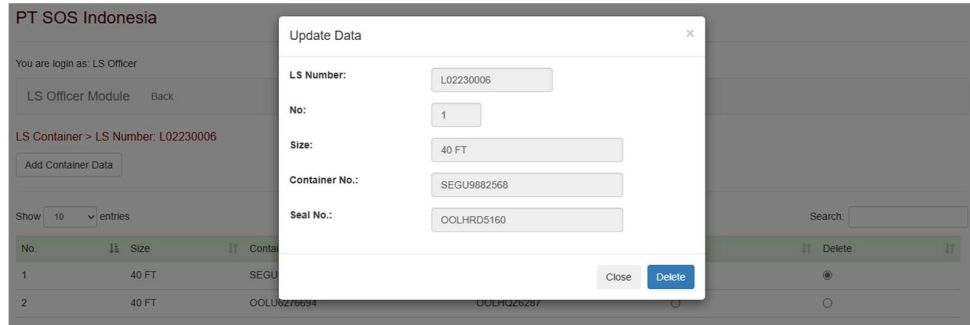 PT SOS Indonesia
You are login as: LS Officer
LS Officer Module Back
LS Container > LS Number: L02230006
Add Container Data
Show 10 entries Search:
No. Size Delete
1 40 FT SEGU
2 40 FT OOLU6276694 OOLHQZ6287
Update Data ×
LS Number: L02230006
No: 1
Size: 40 FT
Container No.: SEGU9882568
Seal No.: OOLHRD5160
Close Delete